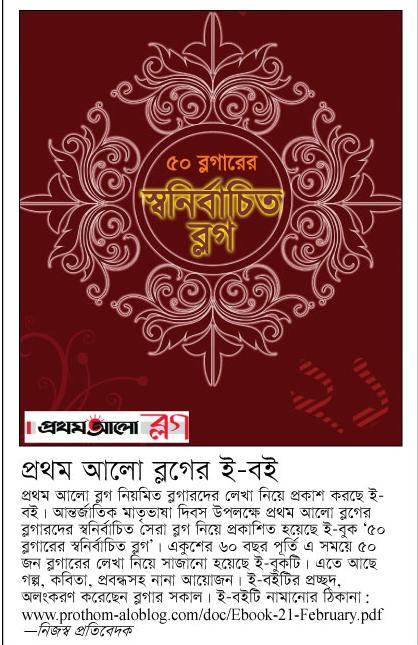 ৫০ ব্লগারের
স্বনির্বাচিত
ব্লগ
২১
প্রথম আলো ব্লগ
প্রথম আলো ব্লগের ই-বই
প্রথম আলো ব্লগ নিয়মিত ব্লগারদের লেখা নিয়ে প্রকাশ করছে ই-
বই। আন্তর্জাতিক মাতৃভাষা দিবস উপলক্ষে প্রথম আলো ব্লগের
ব্লগারদের স্বনির্বাচিত সেরা ব্লগ নিয়ে প্রকাশিত হয়েছে ই-বুক ‘৫০
ব্লগারের স্বনির্বাচিত ব্লগ’। একুশের ৬০ বছর পূর্তি এ সময়ে ৫০
জন ব্লগারের লেখা নিয়ে সাজানো হয়েছে ই-বুকটি। এতে আছে
গল্প, কবিতা, প্রবন্ধসহ নানা আয়োজন। ই-বইটির প্রচ্ছদ,
অলংকরণ করেছেন ব্লগার সকাল। ই-বইটি নামানোর ঠিকানা :
www.prothom-aloblog.com/doc/Ebook-21-February.pdf
—নিজস্ব প্রতিবেদক